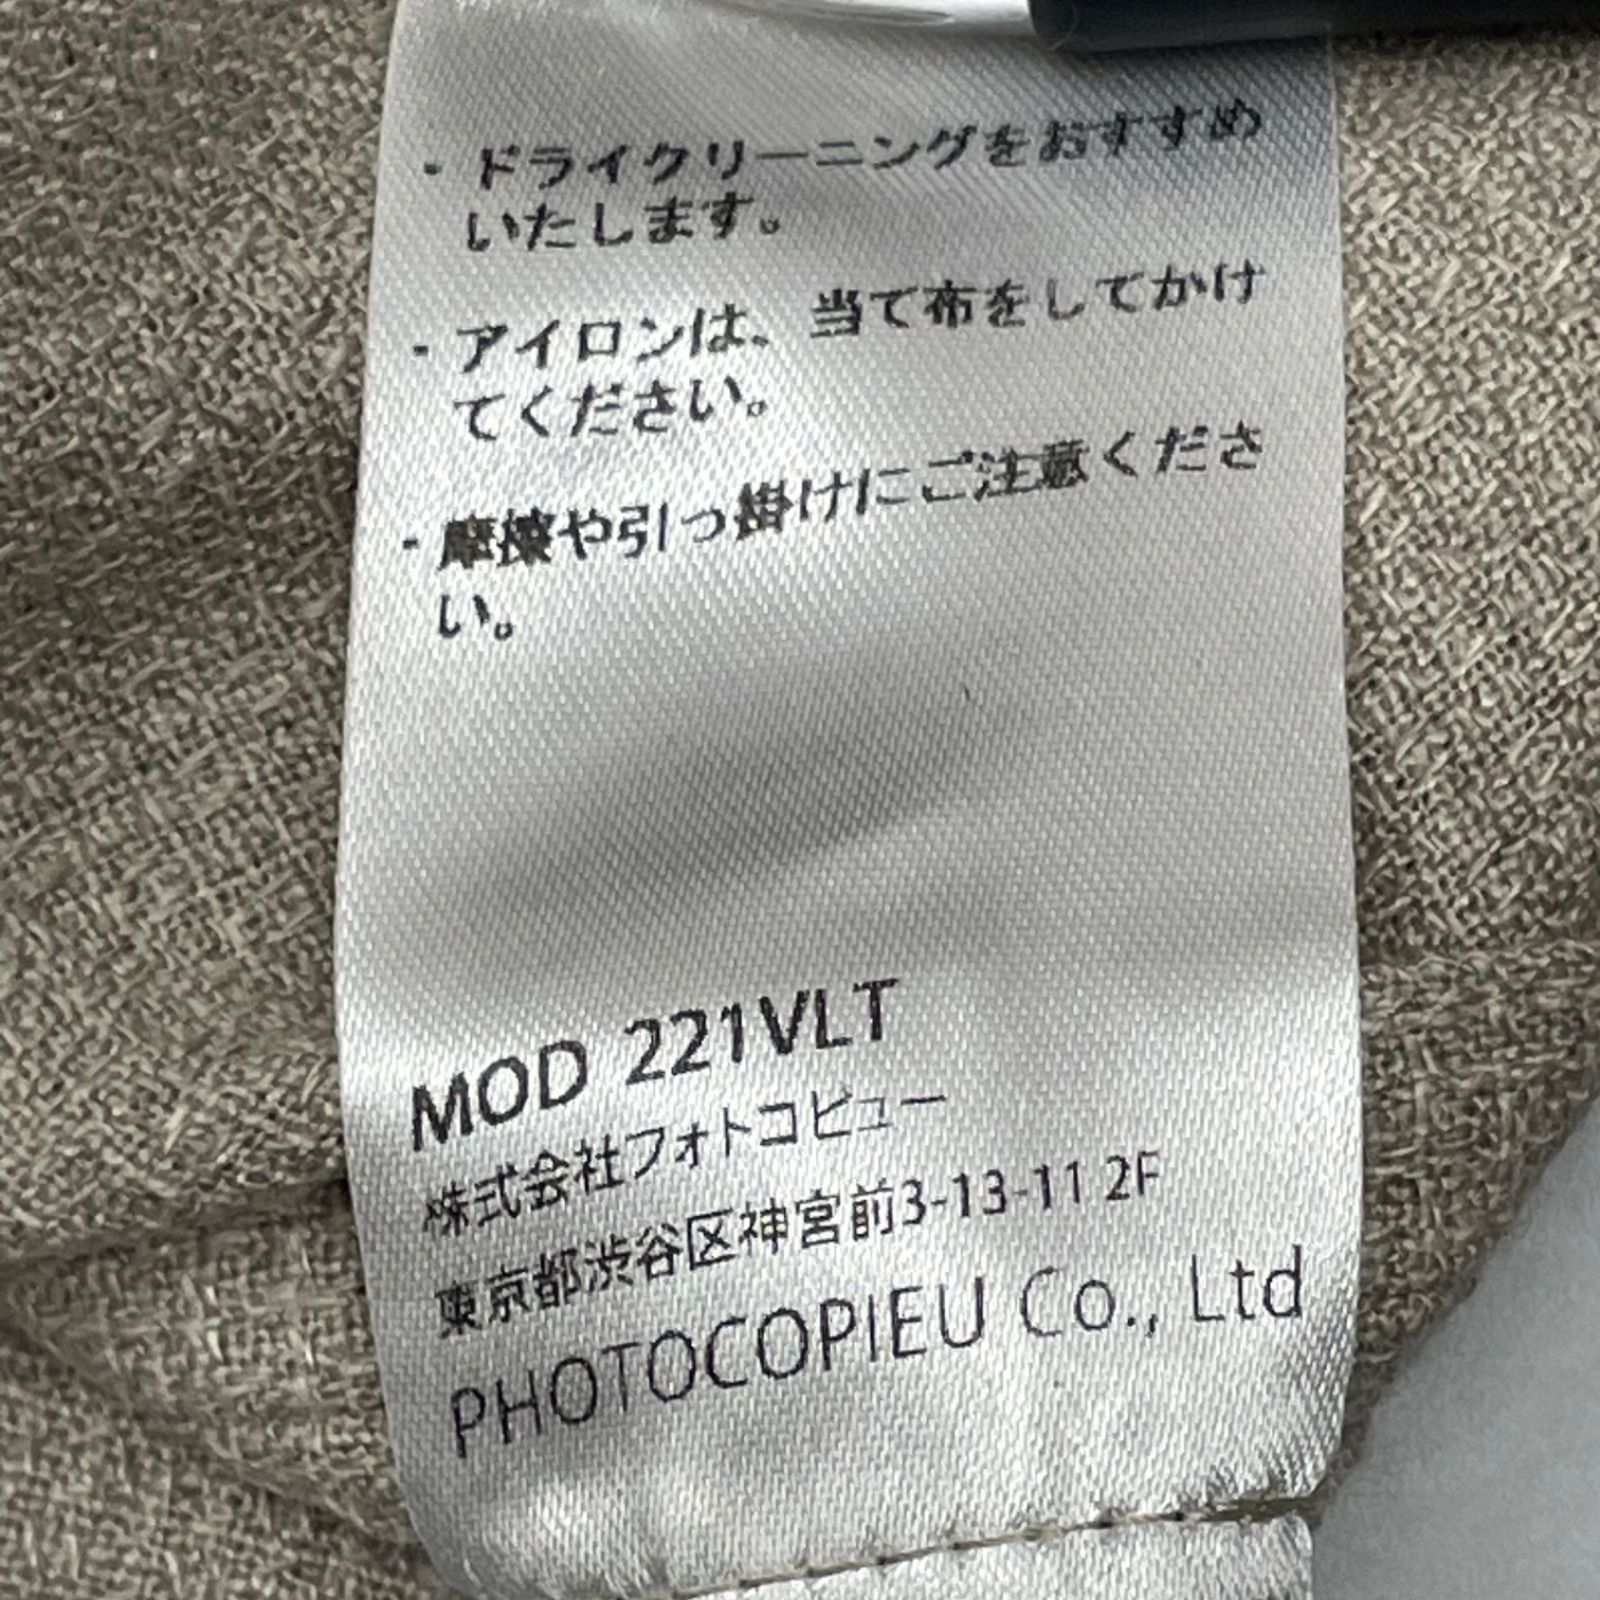 ・ドライクリーニングをおすすめ
いたします。
・アイロンは、当て布をしてかけ
てください。
・摩擦や引っ掛けにご注意くださ
い。
MOD 221VLT
株式会社フォトコピュー
東京都渋谷区神宮前3-13-11 2F
PHOTOCOPIEU Co., Ltd